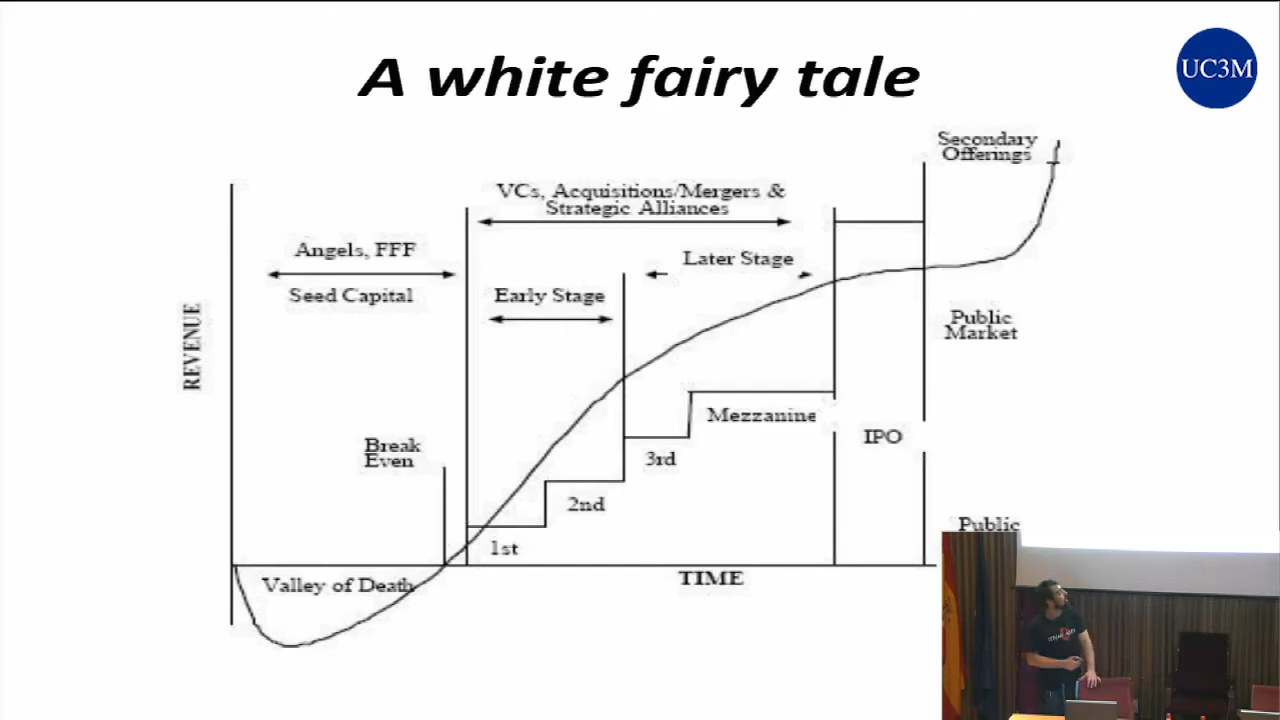 A white fairy tale
UC3M
Secondary
Offerings
VCs, Acquisitions/Mergers &
Strategic Alliances
Angels, FFF
Seed Capital
Later Stage
Early Stage
REVENUE
Public
Market
Break
Even
Mezzanine
IPO
3rd
2nd
1st
Public
Valley of Death
TIME